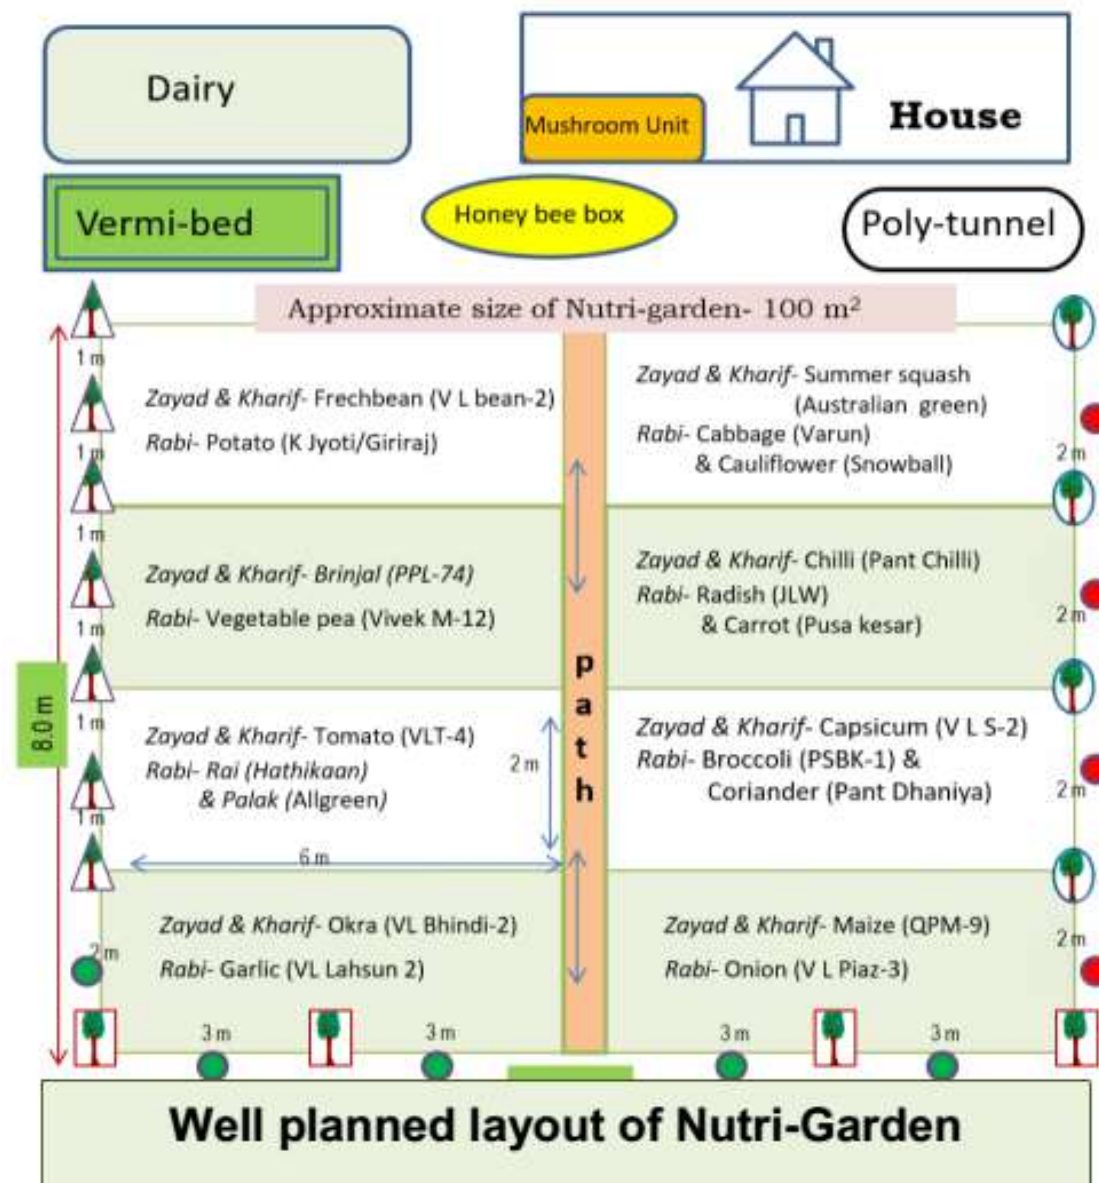 Dairy
Mushroom Unit
House
Vermi-bed
Honey bee box
Poly-tunnel
Approximate size of Nutri-garden- 100 m²
1 m
Zayad & Kharif- Frechbean (V L bean-2)
Rabi- Potato (K Jyoti/Giriraj)
1 m
Zayad & Kharif- Summer squash
(Australian green)
Rabi- Cabbage (Varun)
& Cauliflower (Snowball)
2 m
1 m
Zayad & Kharif- Brinjal (PPL-74)
Rabi- Vegetable pea (Vivek M-12)
1 m
Zayad & Kharif- Chilli (Pant Chilli)
Rabi- Radish (JLW)
& Carrot (Pusa kesar)
2 m
path
8.0 m
1 m
Zayad & Kharif- Tomato (VLT-4)
Rabi- Rai (Hathikaan)
& Palak (Allgreen)
2 m
1 m
6 m
Zayad & Kharif- Capsicum (V L S-2)
Rabi- Broccoli (PSBK-1) &
Coriander (Pant Dhaniya)
2 m
Zayad & Kharif- Okra (VL Bhindi-2)
2 m
Rabi- Garlic (VL Lahsun 2)
Zayad & Kharif- Maize (QPM-9)
Rabi- Onion (V L Piaz-3)
2 m
3 m
3 m
3 m
3 m
Well planned layout of Nutri-Garden